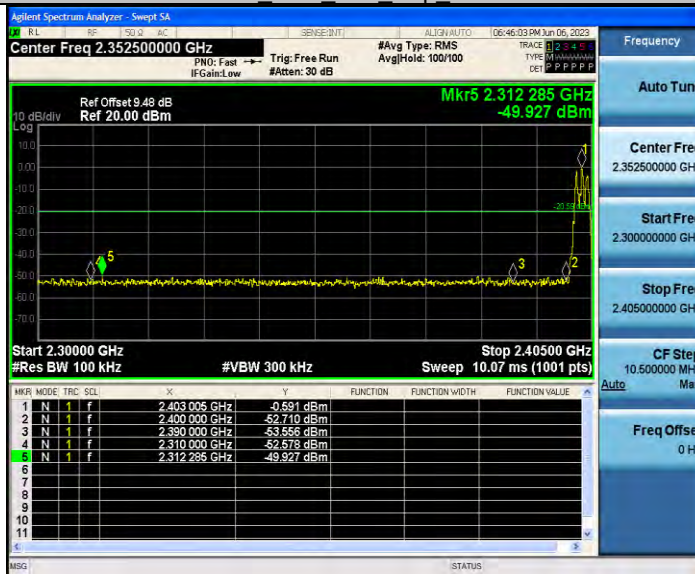 Agilent Spectrum Analyzer - Swept SA
RL RF 50 Ω AC SENSE:INT ALIGN AUTO 06:46:03 PM Jun 06, 2023
Center Freq 2.352500000 GHz
PNO: Fast
IFGain:Low
Trig: Free Run
#Atten: 30 dB
#Avg Type: RMS
Avg|Hold: 100/100
TRACE 1 2 3 4 5 6
TYPE M
DET P P P P P P
Mkr5 2.312 285 GHz
-49.927 dBm
Ref Offset 9.48 dB
Ref 20.00 dBm
10 dB/div
Log
10.0
0.00
-10.0
-20.0
-30.0
-40.0
-50.0
-60.0
-70.0
1
2
3
4
5
Start 2.30000 GHz
Stop 2.40500 GHz
#Res BW 100 kHz #VBW 300 kHz Sweep 10.07 ms (1001 pts)
MKR MODE TRC SCL X Y FUNCTION FUNCTION WIDTH FUNCTION VALUE
1 N 1 f 2.403 005 GHz -0.591 dBm
2 N 1 f 2.400 000 GHz -52.710 dBm
3 N 1 f 2.390 000 GHz -53.556 dBm
4 N 1 f 2.310 000 GHz -52.578 dBm
5 N 1 f 2.312 285 GHz -49.927 dBm
6
7
8
9
10
11
MSG STATUS
Frequency
Auto Tun
Center Fre
2.352500000 GH
Start Fre
2.300000000 GH
Stop Fre
2.405000000 GH
CF Step
10.500000 MH
Auto Ma
Freq Offse
0 H